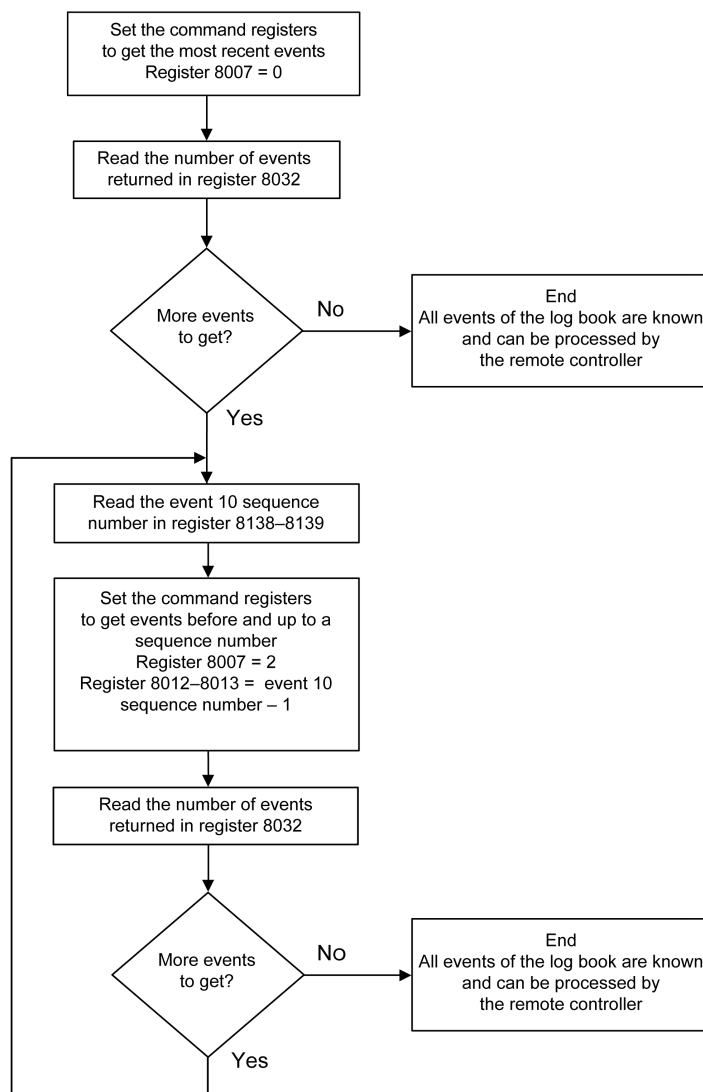 Set the command registers
to get the most recent events
Register 8007 = 0
Read the number of events
returned in register 8032
More events
to get?
No
End
All events of the log book are known
and can be processed by
the remote controller
Yes
Read the event 10 sequence
number in register 8138–8139
Set the command registers
to get events before and up to a
sequence number
Register 8007 = 2
Register 8012–8013 =  event 10
sequence number – 1
Read the number of events
returned in register 8032
More events
to get?
No
End
All events of the log book are known
and can be processed by
the remote controller
Yes